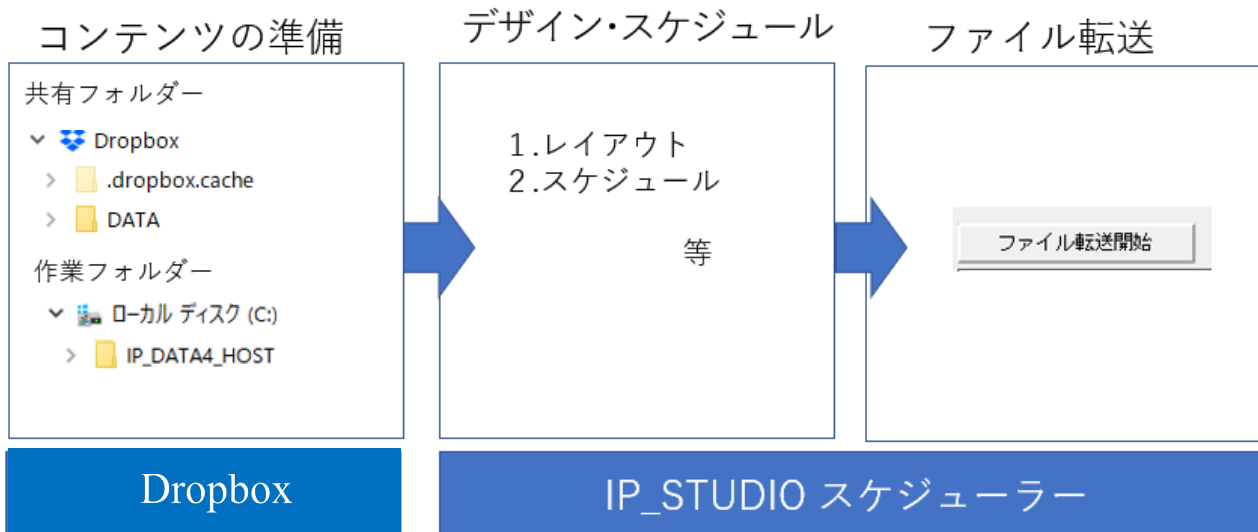 コンテンツの準備
デザイン・スケジュール
ファイル転送
共有フォルダー
Dropbox
.dropbox.cache
DATA
作業フォルダー
ローカル ディスク (C:)
IP_DATA4_HOST
1.レイアウト
2.スケジュール
等
ファイル転送開始
Dropbox
IP_STUDIO スケジューラー